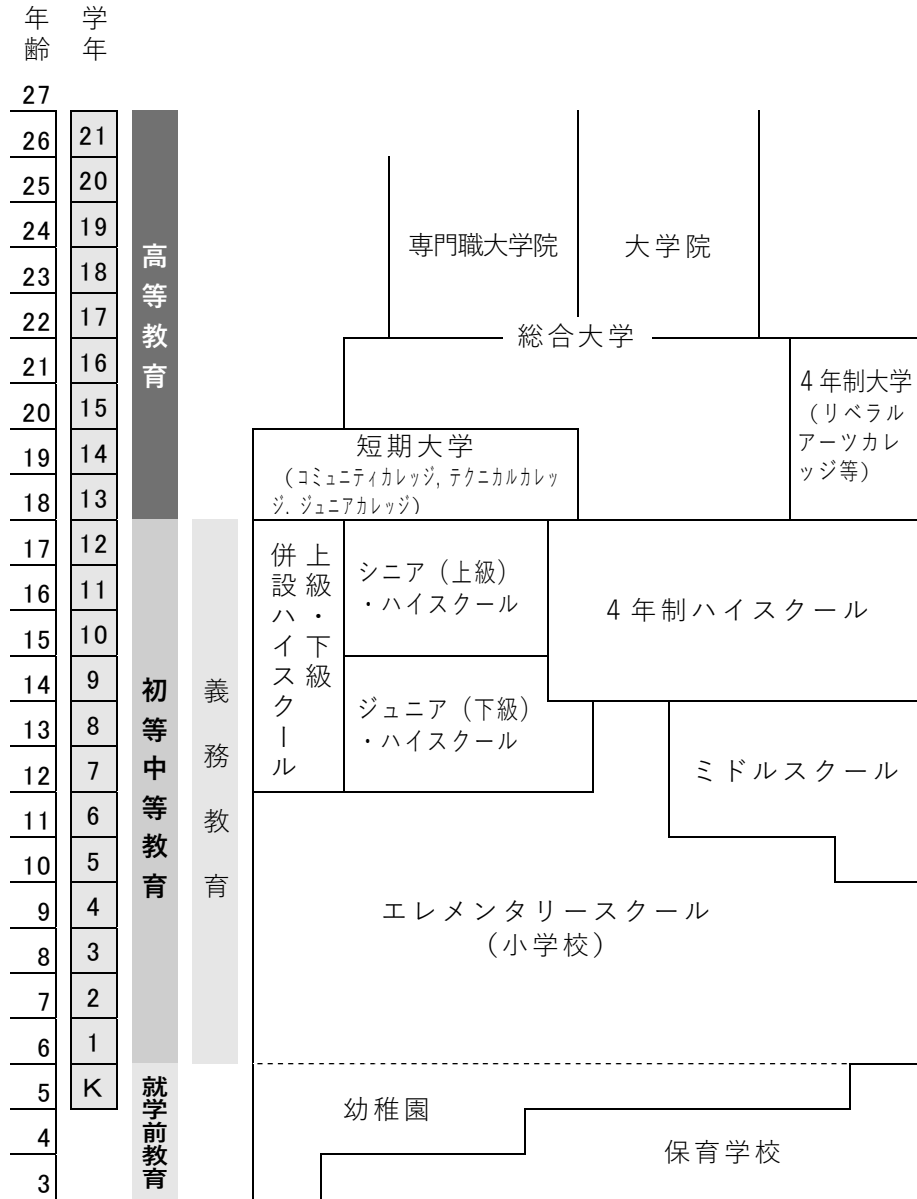 年齢
学年
27
26
25
24
23
22
21
20
19
18
17
16
15
14
13
12
11
10
9
8
7
6
5
4
3
21
20
19
18
17
16
15
14
13
12
11
10
9
8
7
6
5
4
3
2
1
K
高等教育
初等中等教育
就学前教育
義務教育
専門職大学院
大学院
総合大学
4年制大学
（リベラル
アーツカレ
ッジ等）
短期大学
（コミュニティカレッジ, テクニカルカレッ
ジ. ジュニアカレッジ）
上級・下級
併設ハイスクール
シニア（上級）
・ハイスクール
4年制ハイスクール
ジュニア（下級）
・ハイスクール
ミドルスクール
エレメンタリースクール
（小学校）
幼稚園
保育学校